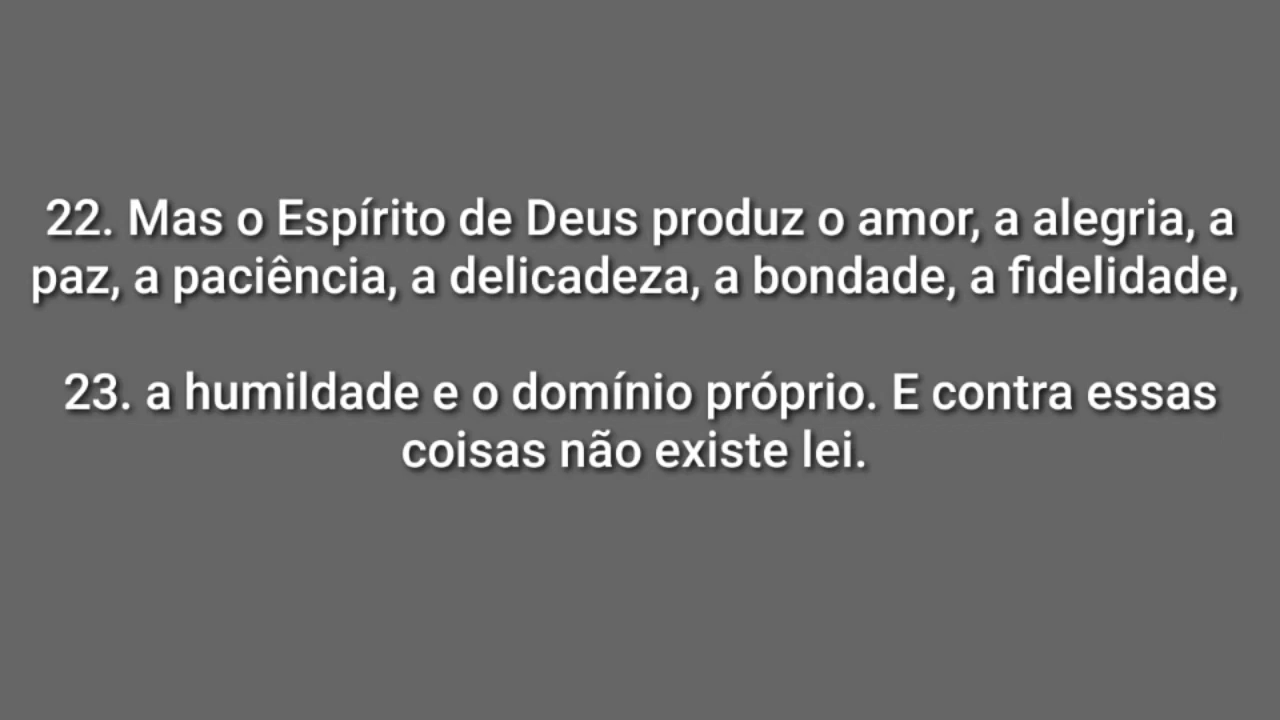 22. Mas o Espírito de Deus produz o amor, a alegria, a
paz, a paciência, a delicadeza, a bondade, a fidelidade,
23. a humildade e o domínio próprio. E contra essas
coisas não existe lei.